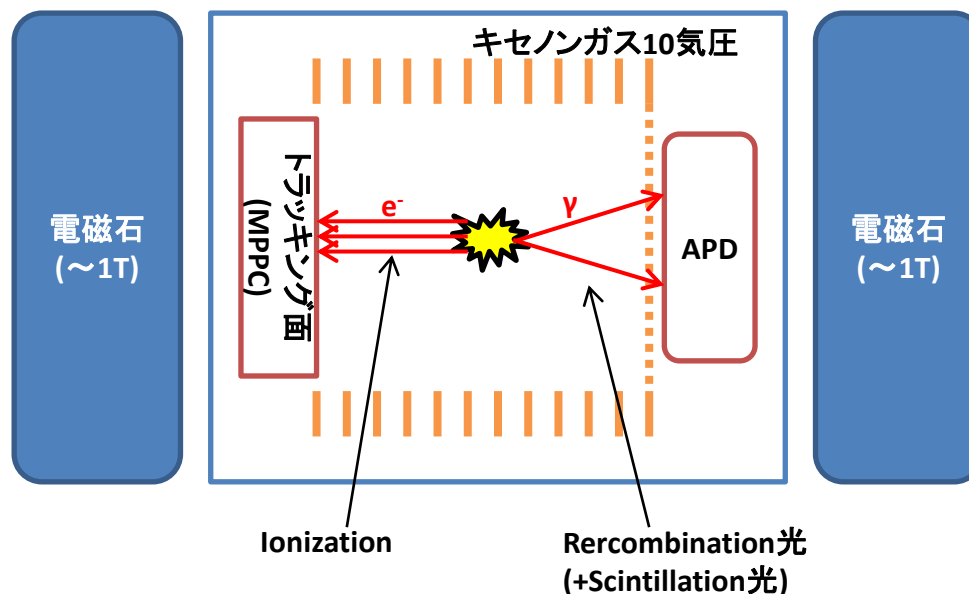 キセノンガス10気圧
電磁石
(～1T)
トラッキング面
(MPPC)
e-
γ
APD
電磁石
(～1T)
Ionization
Rercombination光
(+Scintillation光)